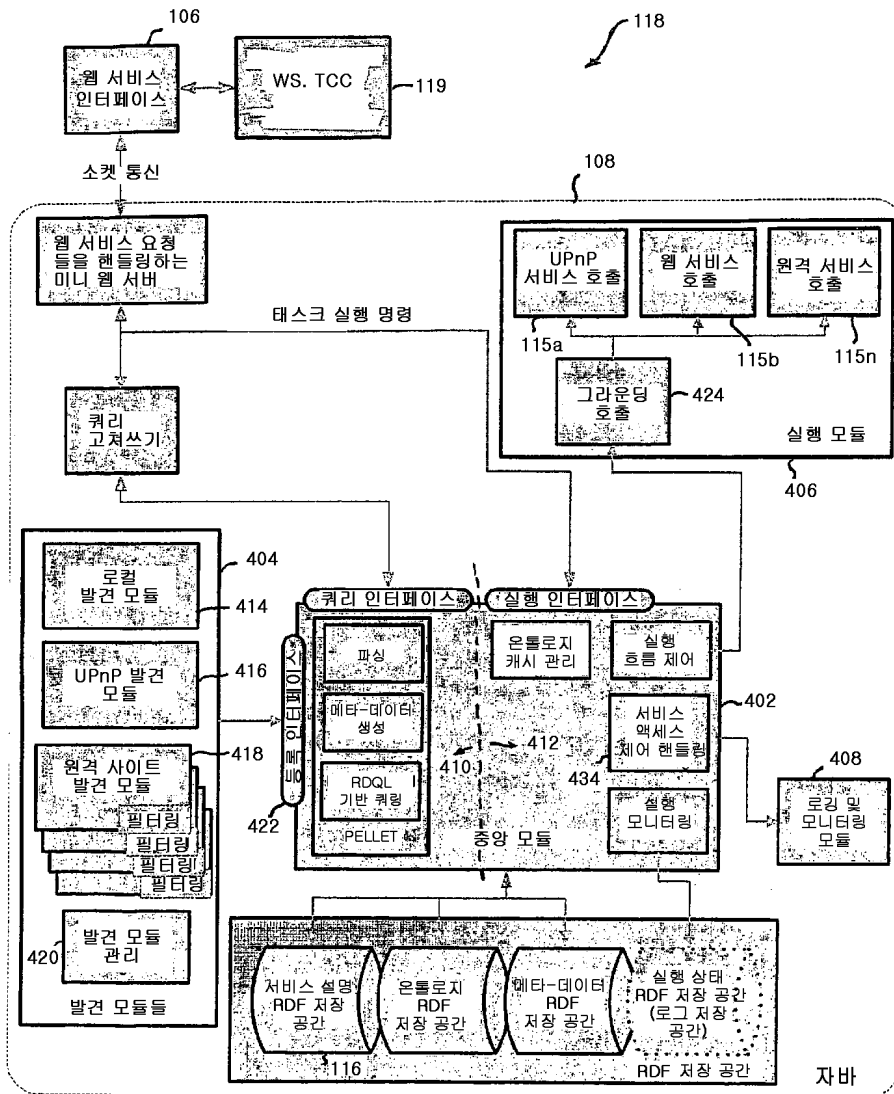 106
118
웹 서비스
인터페이스
WS. TCC
119
소켓 통신
108
웹 서비스 요청
들을 핸들링하는
미니 웹 서버
UPnP
서비스 호출
웹 서비스
호출
원격 서비스
호출
태스크 실행 명령
115a
115b
115n
그라운딩
호출
424
실행 모듈
406
쿼리
고쳐쓰기
404
로컬
발견 모듈
414
UPnP 발견
모듈
416
원격 사이트
발견 모듈
418
필터링
필터링
필터링
필터링
발견 모듈
관리
420
발견 모듈들
쿼리 인터페이스
실행 인터페이스
등록 인터페이스
422
파싱
메타-데이터
생성
RDQL
기반 쿼링
PELLET
온톨로지
캐시 관리
실행
흐름 제어
402
서비스
액세스
제어 핸들링
434
410
412
실행
모니터링
중앙 모듈
408
로깅 및
모니터링
모듈
서비스 설명
RDF 저장
공간
116
온톨로지
RDF
저장 공간
메타-데이터
RDF
저장 공간
실행 상태
RDF 저장 공간
(로그 저장
공간)
RDF 저장 공간
자바